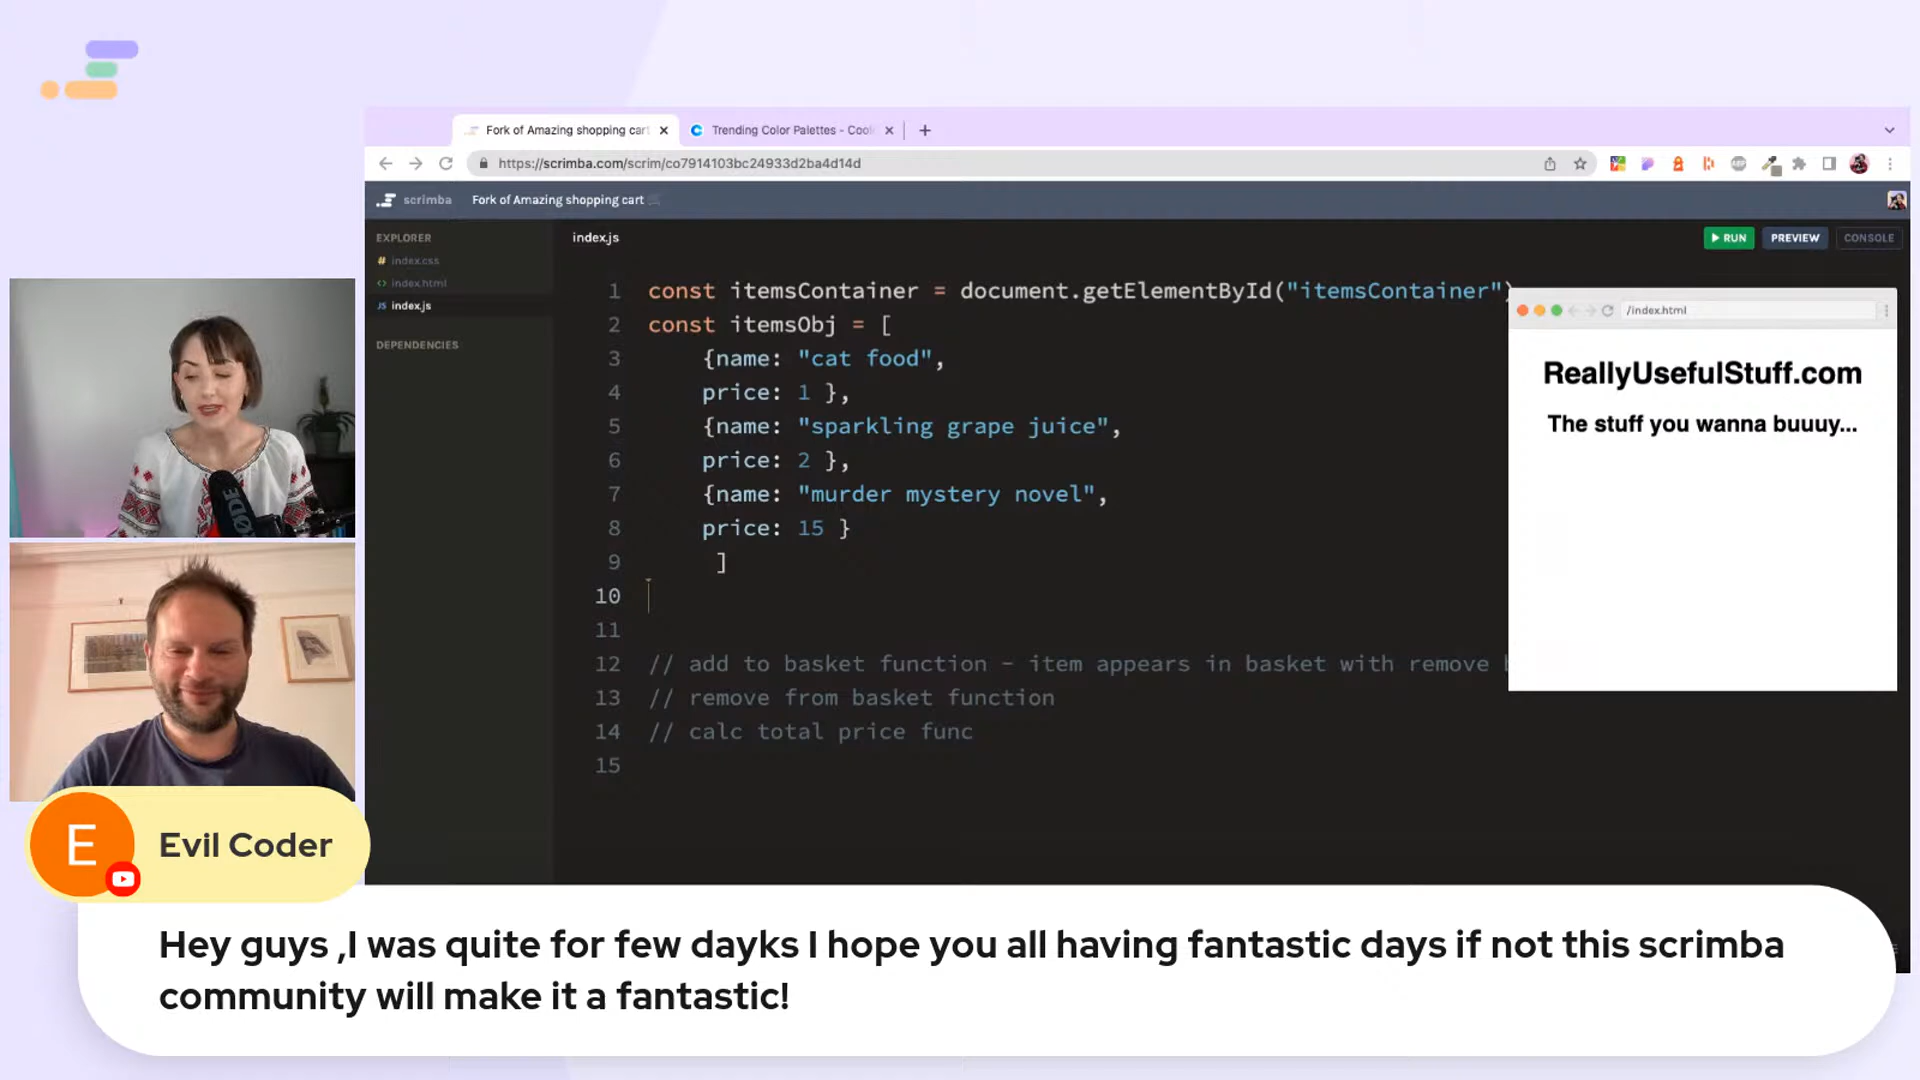 Fork of Amazing shopping cart
Trending Color Palettes - Coo
https://scrimba.com/scrim/co7914103bc24933d2ba4d14d
scrimba
Fork of Amazing shopping cart
EXPLORER
# index.css
<> index.html
JS index.js
DEPENDENCIES
index.js
RUN
PREVIEW
CONSOLE
1 const itemsContainer = document.getElementById("itemsContainer")
2 const itemsObj = [
3 {name: "cat food",
4 price: 1 },
5 {name: "sparkling grape juice",
6 price: 2 },
7 {name: "murder mystery novel",
8 price: 15 }
9 ]
10
11
12 // add to basket function - item appears in basket with remove
13 // remove from basket function
14 // calc total price func
15
/index.html
ReallyUsefulStuff.com
The stuff you wanna buuuy...
RØDE
E
Evil Coder
Hey guys ,I was quite for few dayks I hope you all having fantastic days if not this scrimba
community will make it a fantastic!